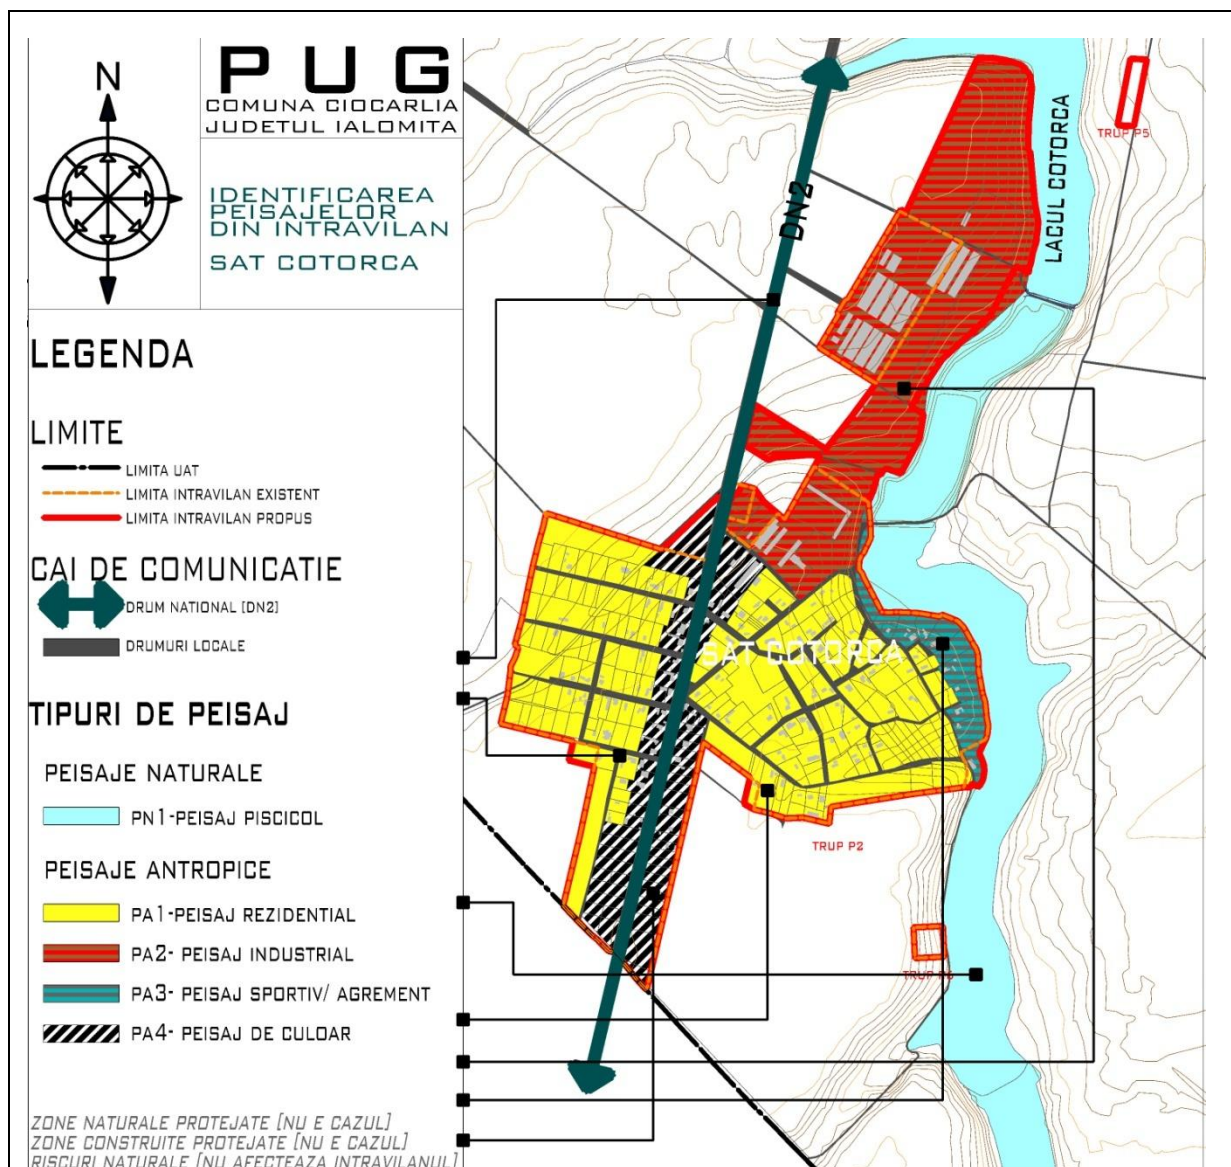 N
PUG
COMUNA CIOCARLIA
JUDETUL IALOMITA
IDENTIFICAREA
PEISAJELOR
DIN INTRAVILAN
SAT COTORCA
LEGENDA
LIMITE
LIMITA UAT
LIMITA INTRAVILAN EXISTENT
LIMITA INTRAVILAN PROPUS
CAI DE COMUNICATIE
DRUM NATIONAL [DN2]
DRUMURI LOCALE
TIPURI DE PEISAJ
PEISAJE NATURALE
PN1-PEISAJ PISCICOL
PEISAJE ANTROPICE
PA1-PEISAJ REZIDENTIAL
PA2- PEISAJ INDUSTRIAL
PA3- PEISAJ SPORTIV/ AGREMENT
PA4- PEISAJ DE CULOAR
ZONE NATURALE PROTEJATE [NU E CAZUL]
ZONE CONSTRUITE PROTEJATE [NU E CAZUL]
RISCURI NATURALE [NU AFECTEAZA INTRAVILANUL]
DN2
LACUL COTORCA
TRUP P5
SAT COTORCA
TRUP P2
TRUP P6